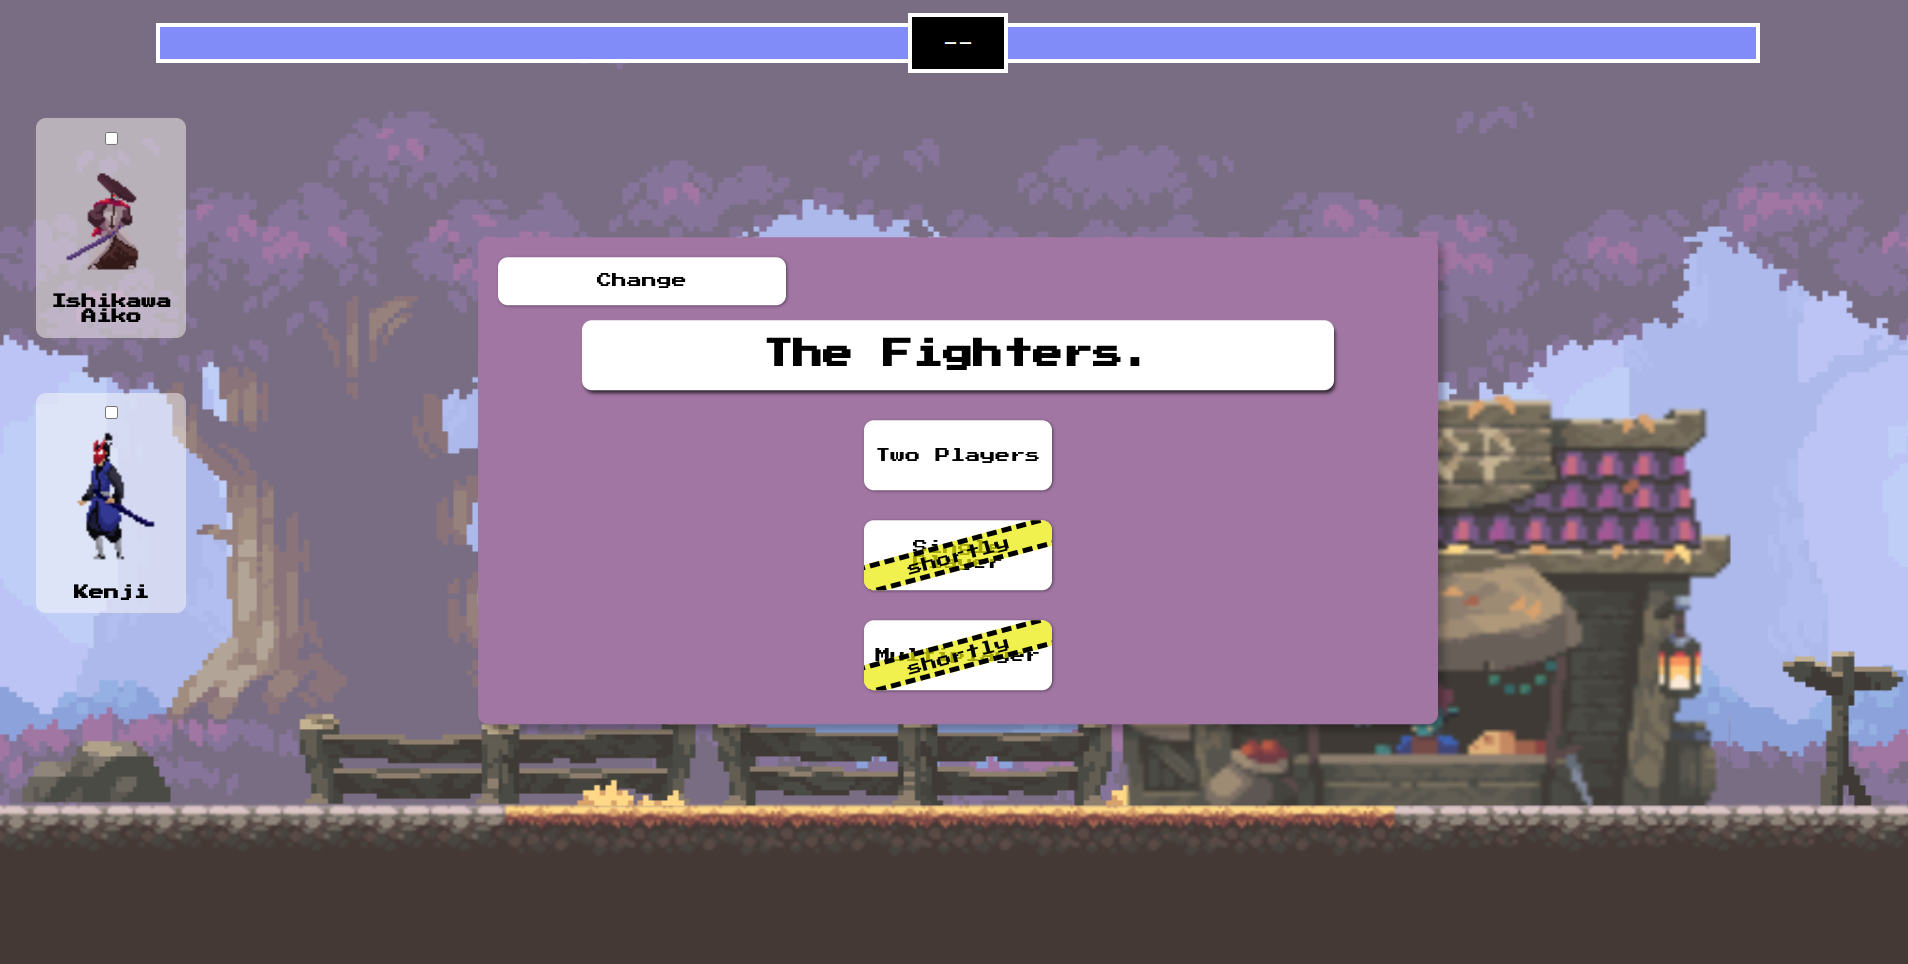 --
Ishikawa
Aiko
Kenji
Change
The Fighters.
Two Players
shortly
shortly